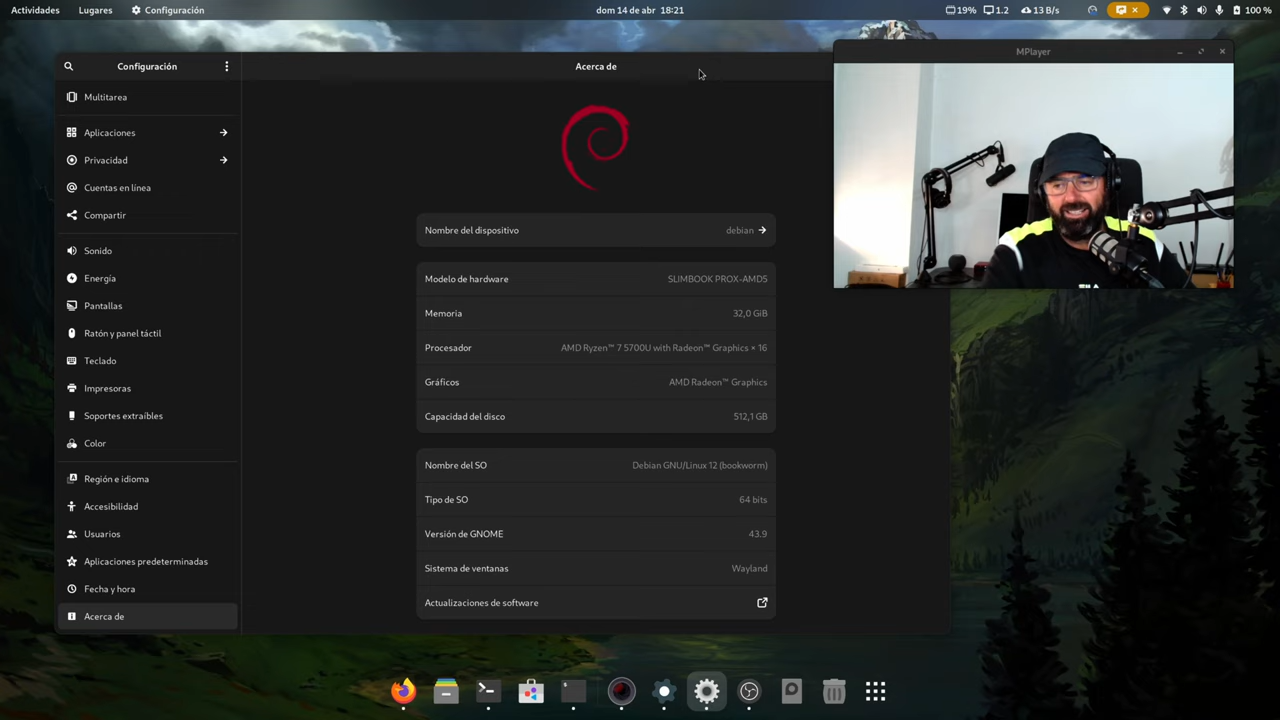 Actividades Lugares Configuración dom 14 de abr 18:21 19% 1.2 13 B/s 100 %
Configuración
Acerca de
MPlayer
Multitarea
Aplicaciones
Privacidad
Cuentas en línea
Compartir
Sonido
Energía
Pantallas
Ratón y panel táctil
Teclado
Impresoras
Soportes extraíbles
Color
Región e idioma
Accesibilidad
Usuarios
Aplicaciones predeterminadas
Fecha y hora
Acerca de
Nombre del dispositivo debian
Modelo de hardware SLIMBOOK PROX-AMD5
Memoria 32,0 GiB
Procesador AMD Ryzen™ 7 5700U with Radeon™ Graphics × 16
Gráficos AMD Radeon™ Graphics
Capacidad del disco 512,1 GB
Nombre del SO Debian GNU/Linux 12 (bookworm)
Tipo de SO 64 bits
Versión de GNOME 43.9
Sistema de ventanas Wayland
Actualizaciones de software